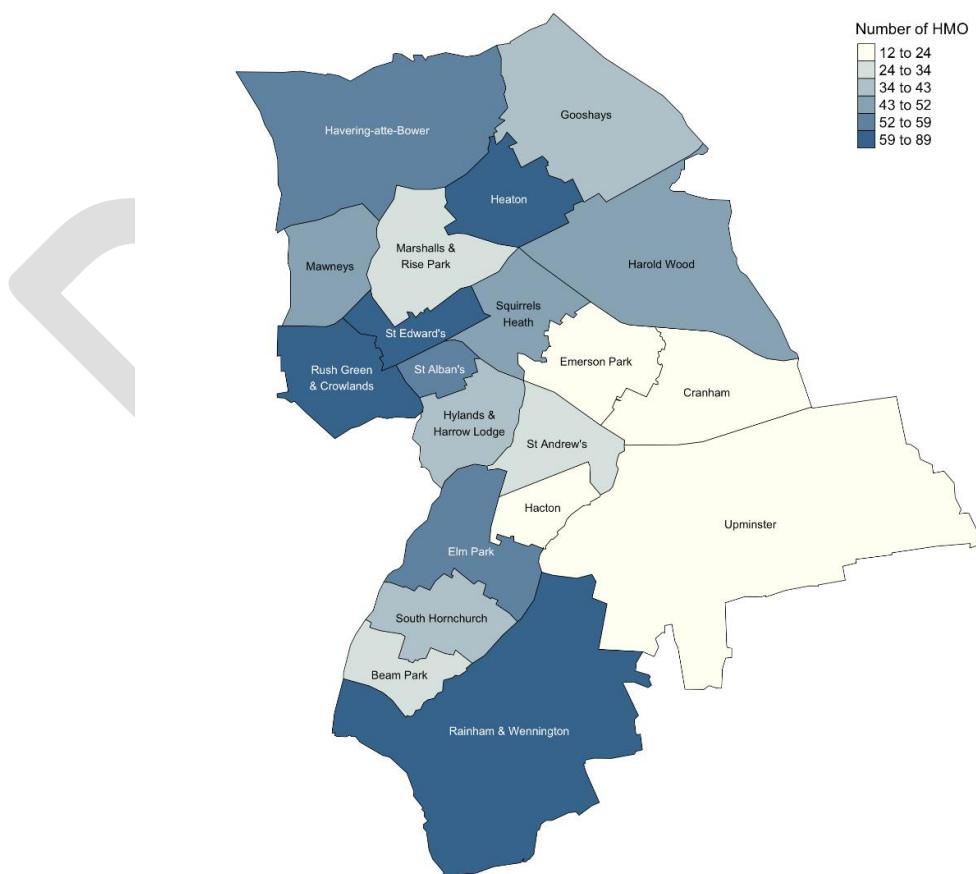 Number of HMO
12 to 24
24 to 34
34 to 43
43 to 52
52 to 59
59 to 89
Gooshays
Havering-atte-Bower
Heaton
Marshalls &
Rise Park
Mawneys
Harold Wood
Squirrels
Heath
St Edward's
Emerson Park
Rush Green
& Crowlands
St Alban's
Cranham
Hylands &
Harrow Lodge
St Andrew's
Hacton
Upminster
Elm Park
South Hornchurch
Beam Park
Rainham & Wennington